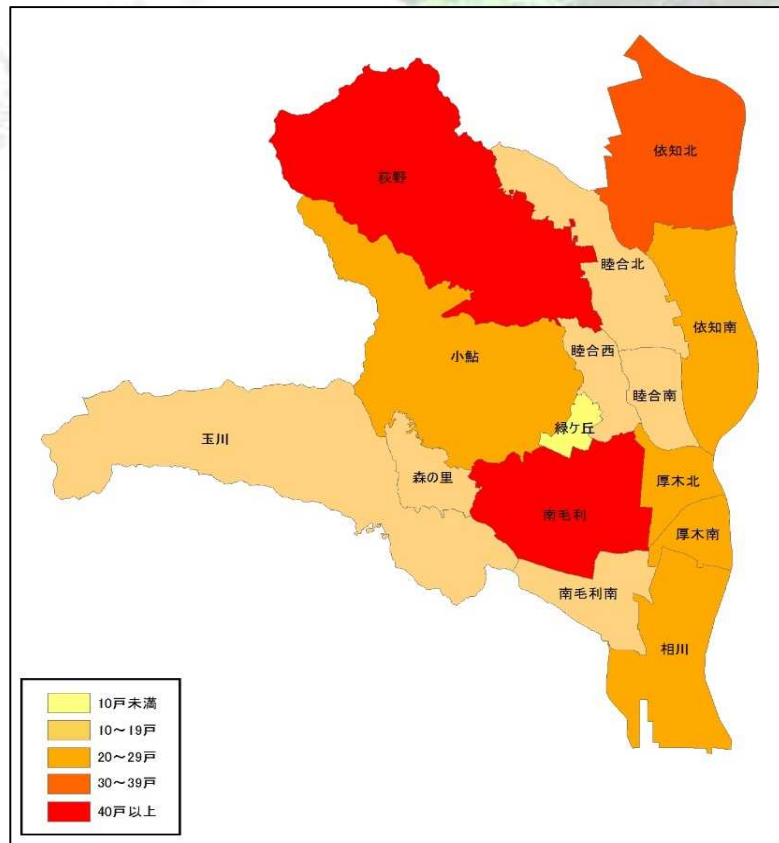 依知北
荻野
睦合北
依知南
睦合西
小鮎
睦合南
緑ケ丘
玉川
厚木北
森の里
南毛利
厚木南
南毛利南
相川
10戸未満
10～19戸
20～29戸
30～39戸
40戸以上